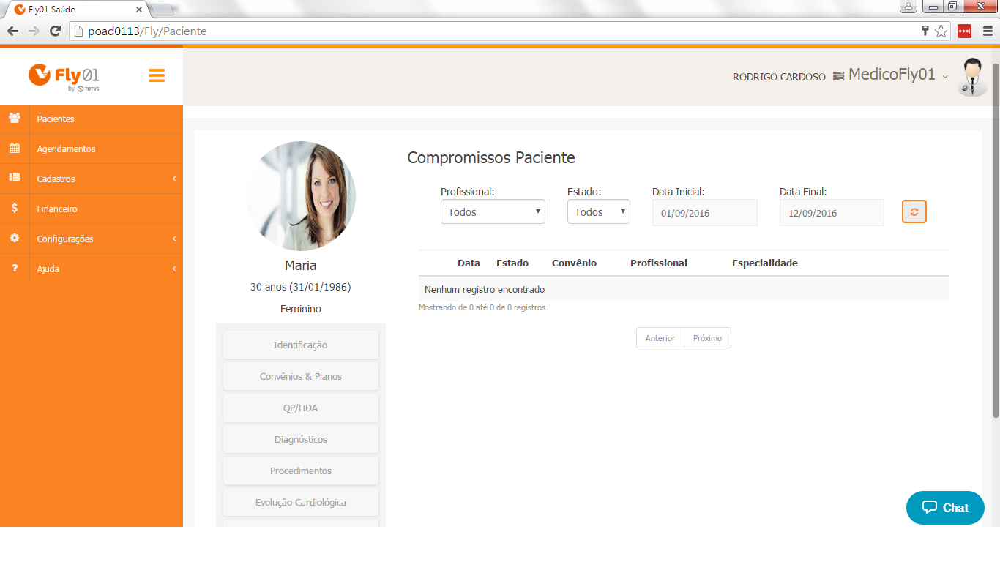 Fly01 Saúde
poad0113/Fly/Paciente
Fly01
by TOTVS
RODRIGO CARDOSO MedicoFly01
Pacientes
Agendamentos
Cadastros
Financeiro
Configurações
Ajuda
Maria
30 anos (31/01/1986)
Feminino
Identificação
Convênios & Planos
QP/HDA
Diagnósticos
Procedimentos
Evolução Cardiológica
Compromissos Paciente
Profissional: Estado: Data Inicial: Data Final:
Todos Todos 01/09/2016 12/09/2016
Data Estado Convênio Profissional Especialidade
Nenhum registro encontrado
Mostrando de 0 até 0 de 0 registros
Anterior Próximo
Chat